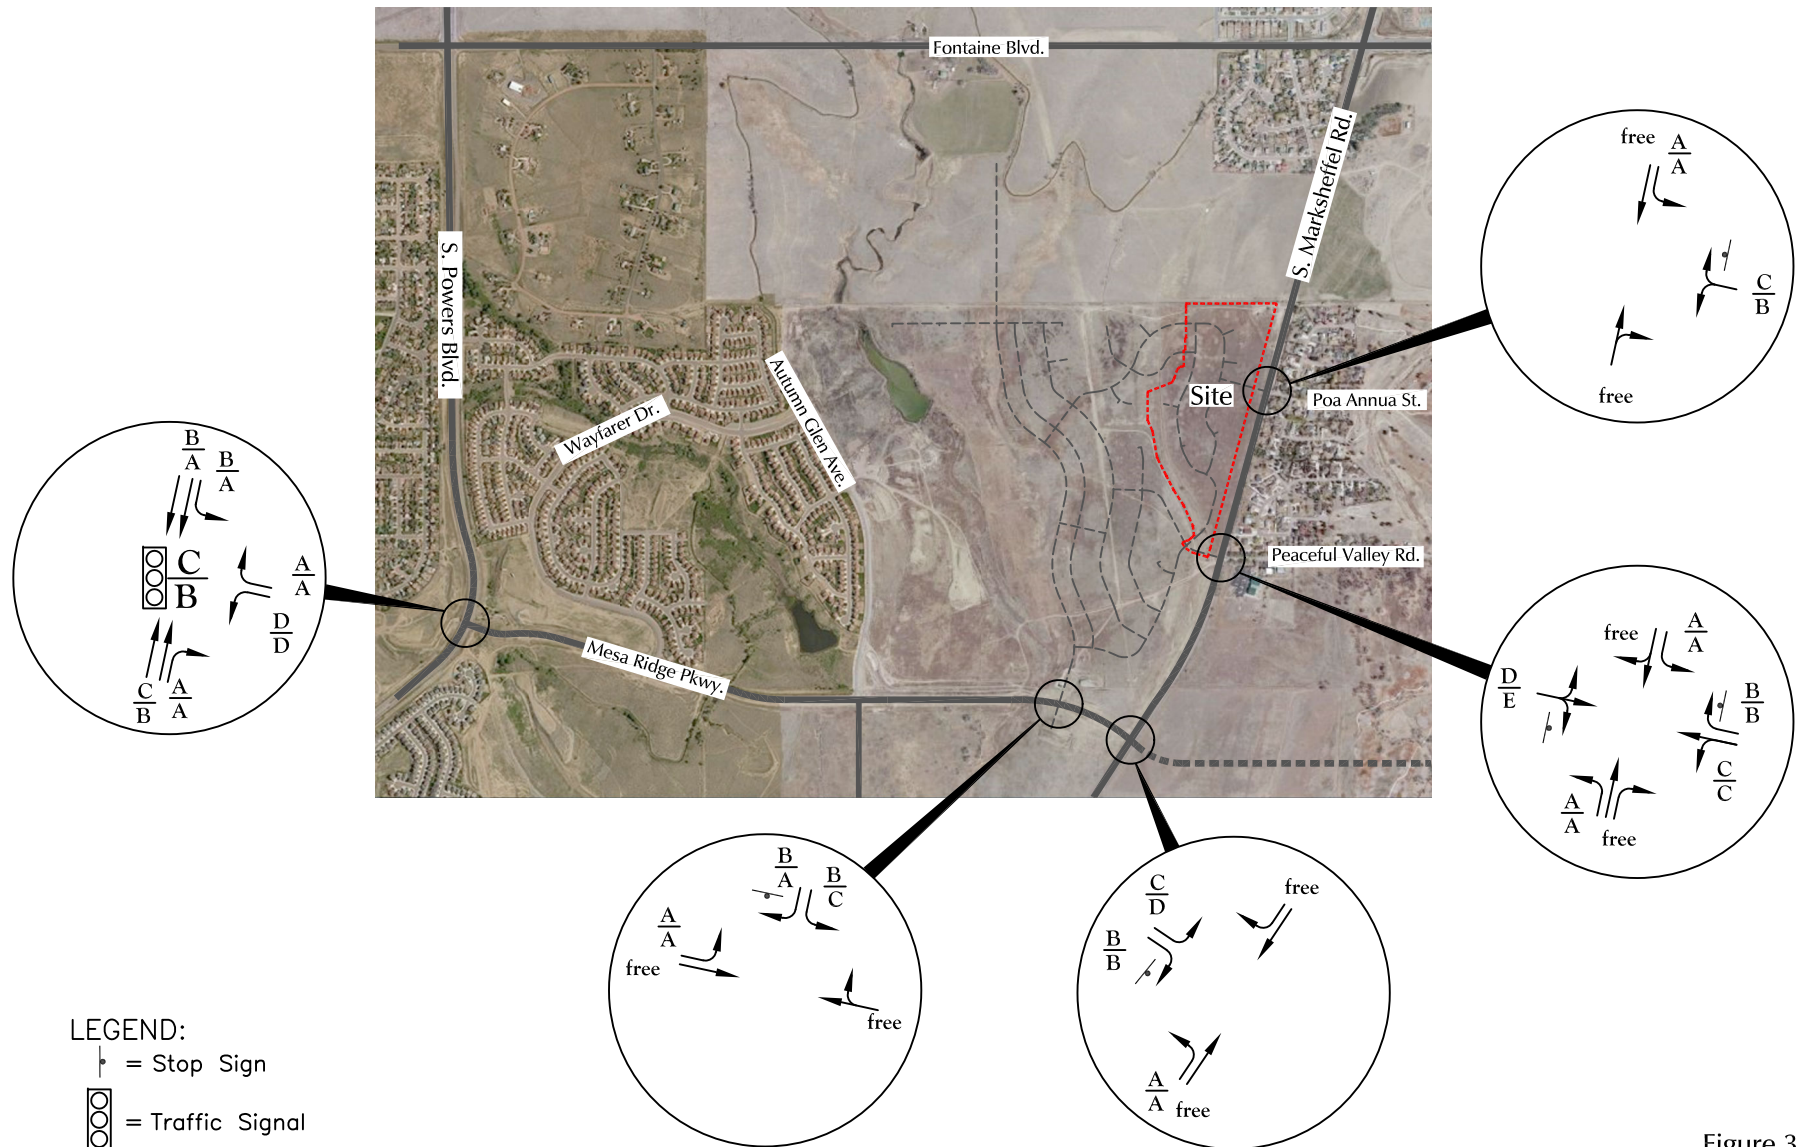 Fontaine Blvd.
S. Marksheffel Rd.
S. Powers Blvd.
Autumn Glen Ave.
Wayfarer Dr.
Site
Poa Annua St.
Peaceful Valley Rd.
Mesa Ridge Pkwy.
free
A
A
C
B
free
B
A
B
A
C
B
A
A
D
D
C
B
A
A
free
A
A
D
E
B
B
C
C
A
A
free
B
A
B
C
A
A
free
free
C
D
free
B
B
A
A
free
LEGEND:
= Stop Sign
= Traffic Signal
Figure 3